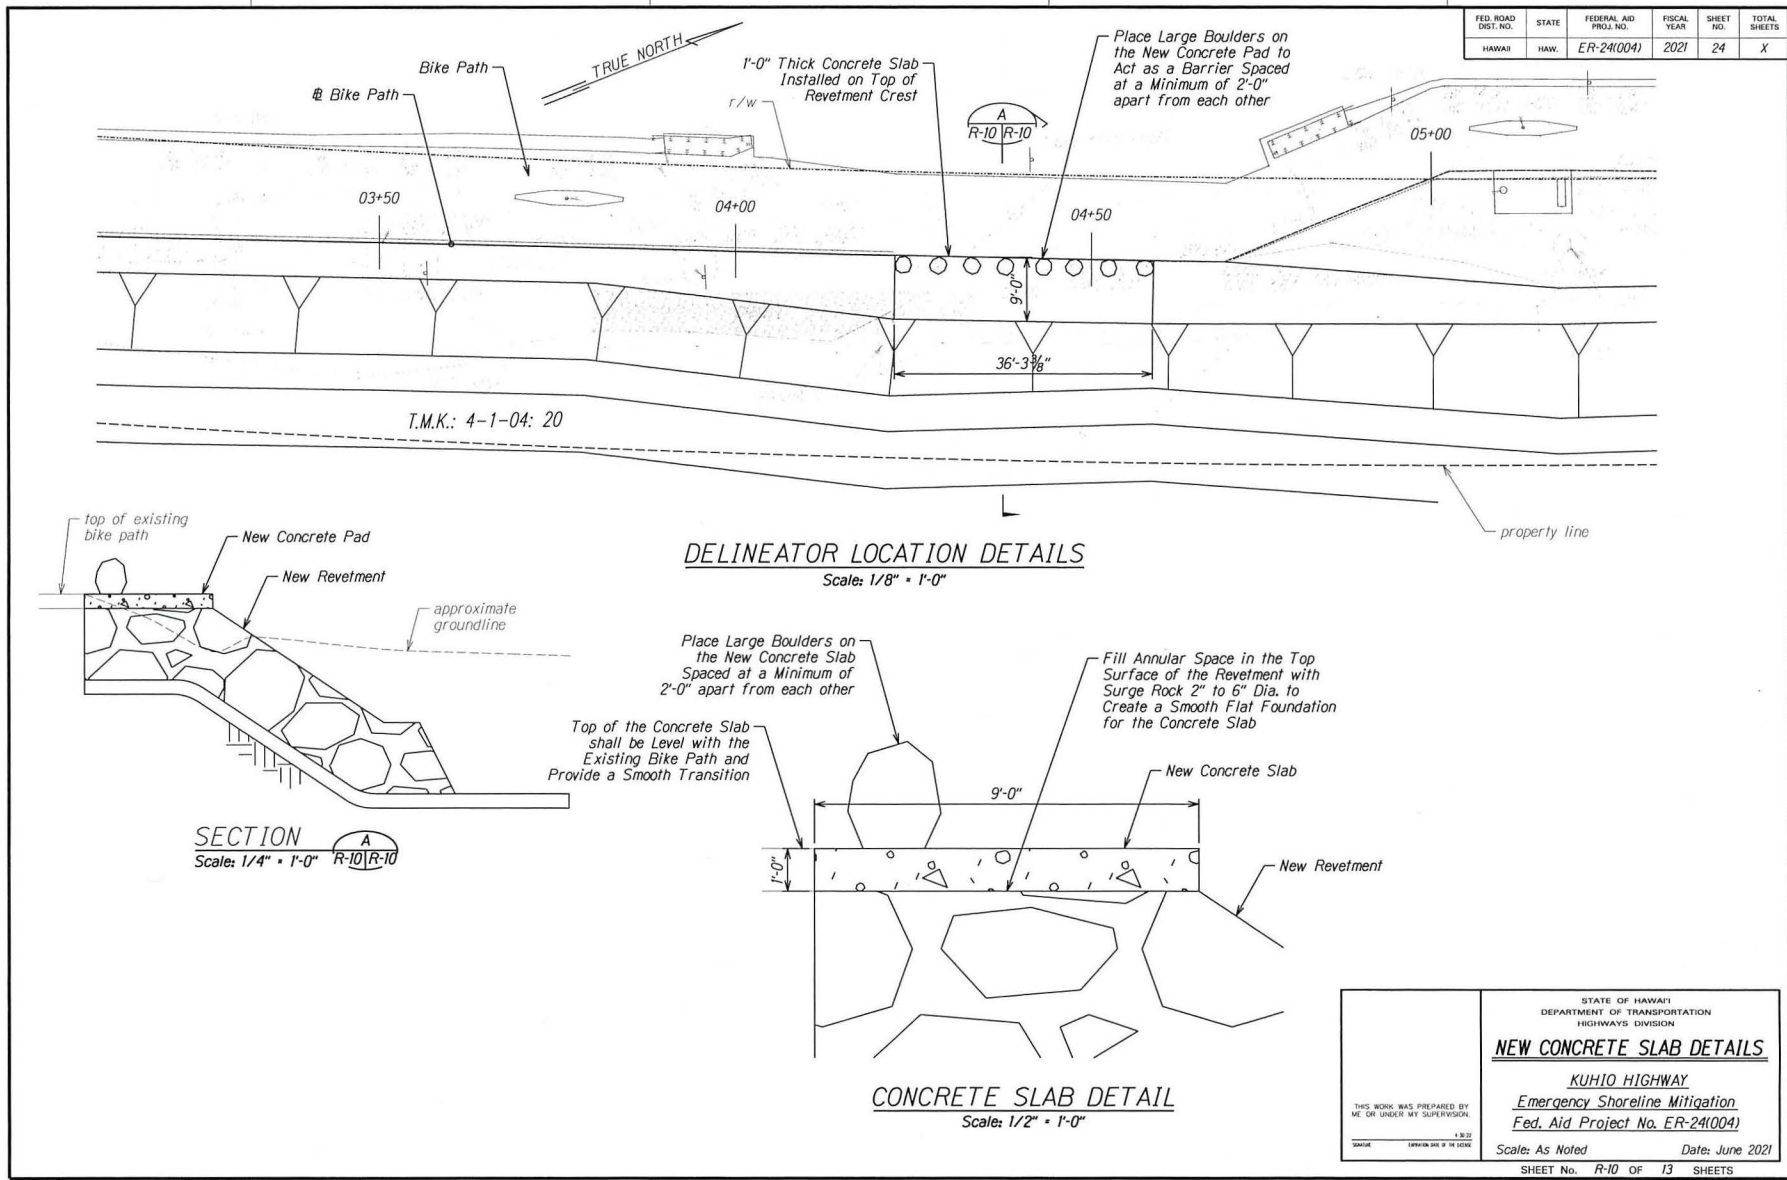 FED. ROAD
DIST. NO.
STATE
FEDERAL AID
PROJ. NO.
FISCAL
YEAR
SHEET
NO.
TOTAL
SHEETS
HAWAII
HAW.
ER-24(004)
2021
24
X
TRUE NORTH
Bike Path
℄ Bike Path
r/w
1'-0" Thick Concrete Slab
Installed on Top of
Revetment Crest
A
R-10 R-10
Place Large Boulders on
the New Concrete Pad to
Act as a Barrier Spaced
at a Minimum of 2'-0"
apart from each other
03+50
04+00
04+50
05+00
9'-0"
36'-3⅜"
T.M.K.: 4-1-04: 20
property line
DELINEATOR LOCATION DETAILS
Scale: 1/8" = 1'-0"
top of existing
bike path
New Concrete Pad
New Revetment
approximate
groundline
SECTION
Scale: 1/4" = 1'-0"
A
R-10 R-10
Place Large Boulders on
the New Concrete Slab
Spaced at a Minimum of
2'-0" apart from each other
Top of the Concrete Slab
shall be Level with the
Existing Bike Path and
Provide a Smooth Transition
Fill Annular Space in the Top
Surface of the Revetment with
Surge Rock 2" to 6" Dia. to
Create a Smooth Flat Foundation
for the Concrete Slab
New Concrete Slab
9'-0"
1'-0"
New Revetment
CONCRETE SLAB DETAIL
Scale: 1/2" = 1'-0"
THIS WORK WAS PREPARED BY
ME OR UNDER MY SUPERVISION.
4-30-22
SIGNATURE
EXPIRATION DATE OF THE LICENSE
STATE OF HAWAI'I
DEPARTMENT OF TRANSPORTATION
HIGHWAYS DIVISION
NEW CONCRETE SLAB DETAILS
KUHIO HIGHWAY
Emergency Shoreline Mitigation
Fed. Aid Project No. ER-24(004)
Scale: As Noted
Date: June 2021
SHEET No. R-10 OF 13 SHEETS